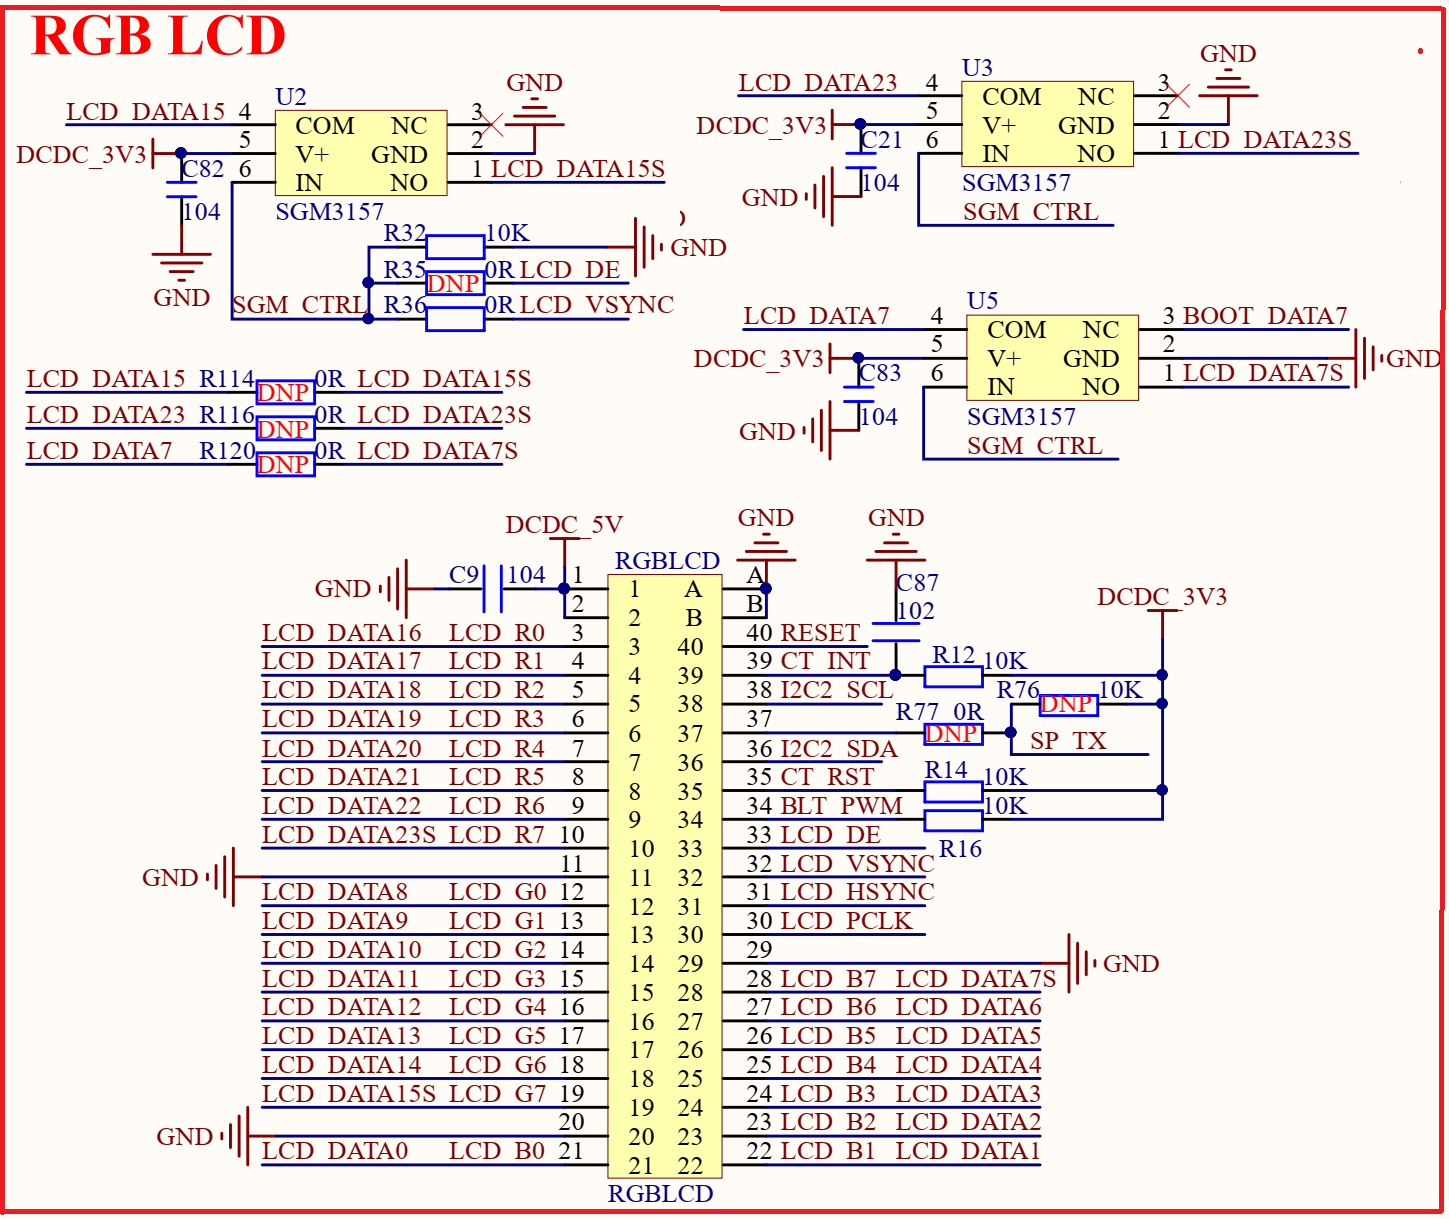 RGB LCD
GND
U2
LCD_DATA15 4 COM NC 3
DCDC_3V3 5 V+ GND 2
C82 6 IN NO 1 LCD_DATA15S
104 SGM3157
GND
R32 10K GND
R35 DNP 0R LCD_DE
SGM_CTRL R36 0R LCD_VSYNC
GND
U3
LCD_DATA23 4 COM NC 3
DCDC_3V3 5 V+ GND 2
C21 6 IN NO 1 LCD_DATA23S
GND 104 SGM3157
SGM_CTRL
U5
LCD_DATA7 4 COM NC 3 BOOT_DATA7
DCDC_3V3 5 V+ GND 2 GND
C83 6 IN NO 1 LCD_DATA7S
GND 104 SGM3157
SGM_CTRL
LCD_DATA15 R114 DNP 0R LCD_DATA15S
LCD_DATA23 R116 DNP 0R LCD_DATA23S
LCD_DATA7 R120 DNP 0R LCD_DATA7S
DCDC_5V GND GND
RGBLCD
GND C9 104 1 1 A A C87
2 2 B B 102 DCDC_3V3
LCD_DATA16 LCD_R0 3 3 40 40 RESET
LCD_DATA17 LCD_R1 4 4 39 39 CT_INT R12 10K
LCD_DATA18 LCD_R2 5 5 38 38 I2C2_SCL R76 DNP 10K
LCD_DATA19 LCD_R3 6 6 37 37 R77 0R DNP SP_TX
LCD_DATA20 LCD_R4 7 7 36 36 I2C2_SDA
LCD_DATA21 LCD_R5 8 8 35 35 CT_RST R14 10K
LCD_DATA22 LCD_R6 9 9 34 34 BLT_PWM 10K
LCD_DATA23S LCD_R7 10 10 33 33 LCD_DE R16
GND 11 11 32 32 LCD_VSYNC
LCD_DATA8 LCD_G0 12 12 31 31 LCD_HSYNC
LCD_DATA9 LCD_G1 13 13 30 30 LCD_PCLK
LCD_DATA10 LCD_G2 14 14 29 29 GND
LCD_DATA11 LCD_G3 15 15 28 28 LCD_B7 LCD_DATA7S
LCD_DATA12 LCD_G4 16 16 27 27 LCD_B6 LCD_DATA6
LCD_DATA13 LCD_G5 17 17 26 26 LCD_B5 LCD_DATA5
LCD_DATA14 LCD_G6 18 18 25 25 LCD_B4 LCD_DATA4
LCD_DATA15S LCD_G7 19 19 24 24 LCD_B3 LCD_DATA3
GND 20 20 23 23 LCD_B2 LCD_DATA2
LCD_DATA0 LCD_B0 21 21 22 22 LCD_B1 LCD_DATA1
RGBLCD